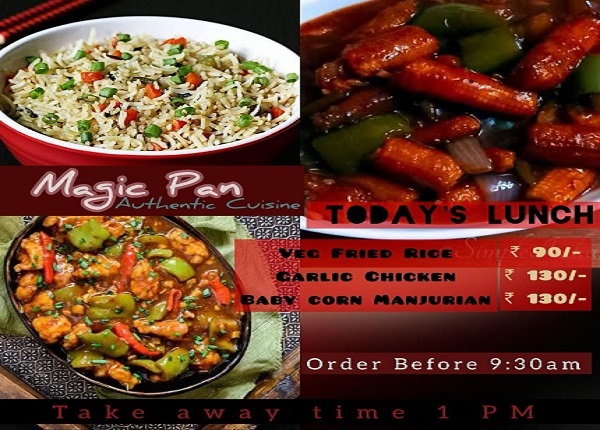 Magic Pan
Authentic Cuisine
TODAY'S LUNCH
Veg Fried Rice ₹ 90/-
Garlic Chicken ₹ 130/-
Baby corn Manjurian ₹ 130/-
Order Before 9:30am
Take away time 1 PM